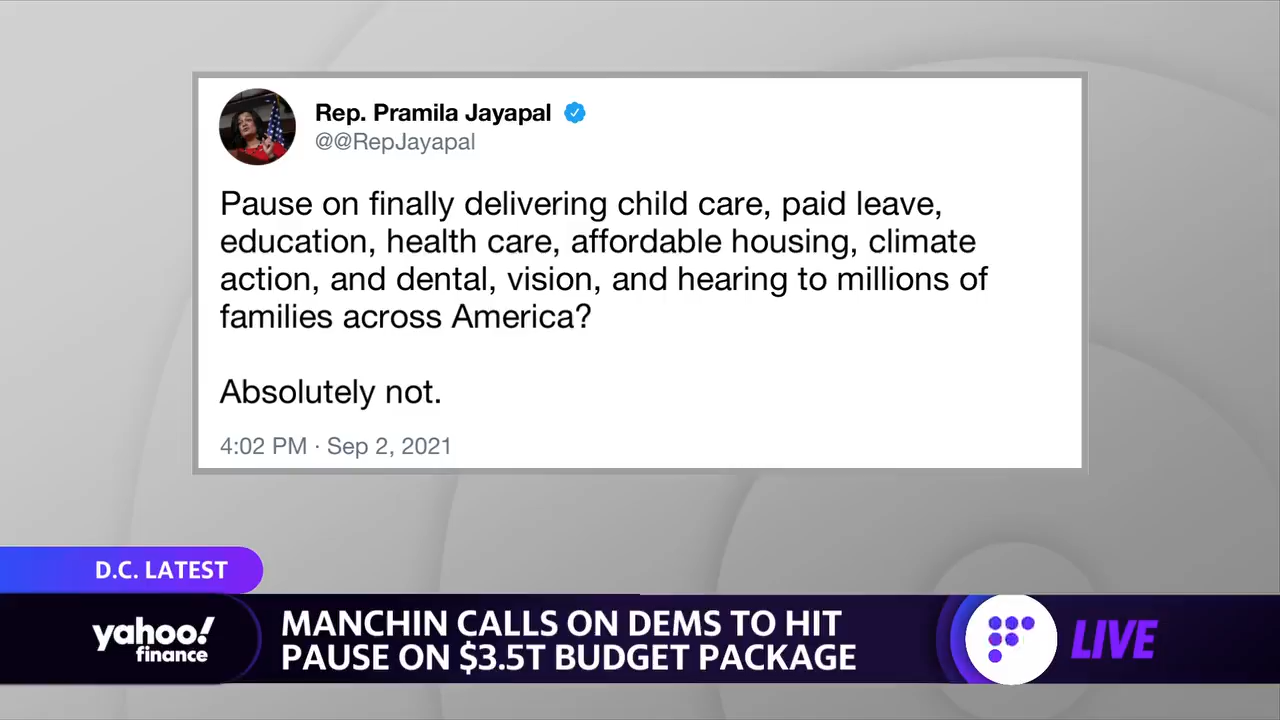 Rep. Pramila Jayapal
@@RepJayapal
Pause on finally delivering child care, paid leave,
education, health care, affordable housing, climate
action, and dental, vision, and hearing to millions of
families across America?
Absolutely not.
4:02 PM · Sep 2, 2021
D.C. LATEST
yahoo!
finance
MANCHIN CALLS ON DEMS TO HIT
PAUSE ON $3.5T BUDGET PACKAGE
LIVE